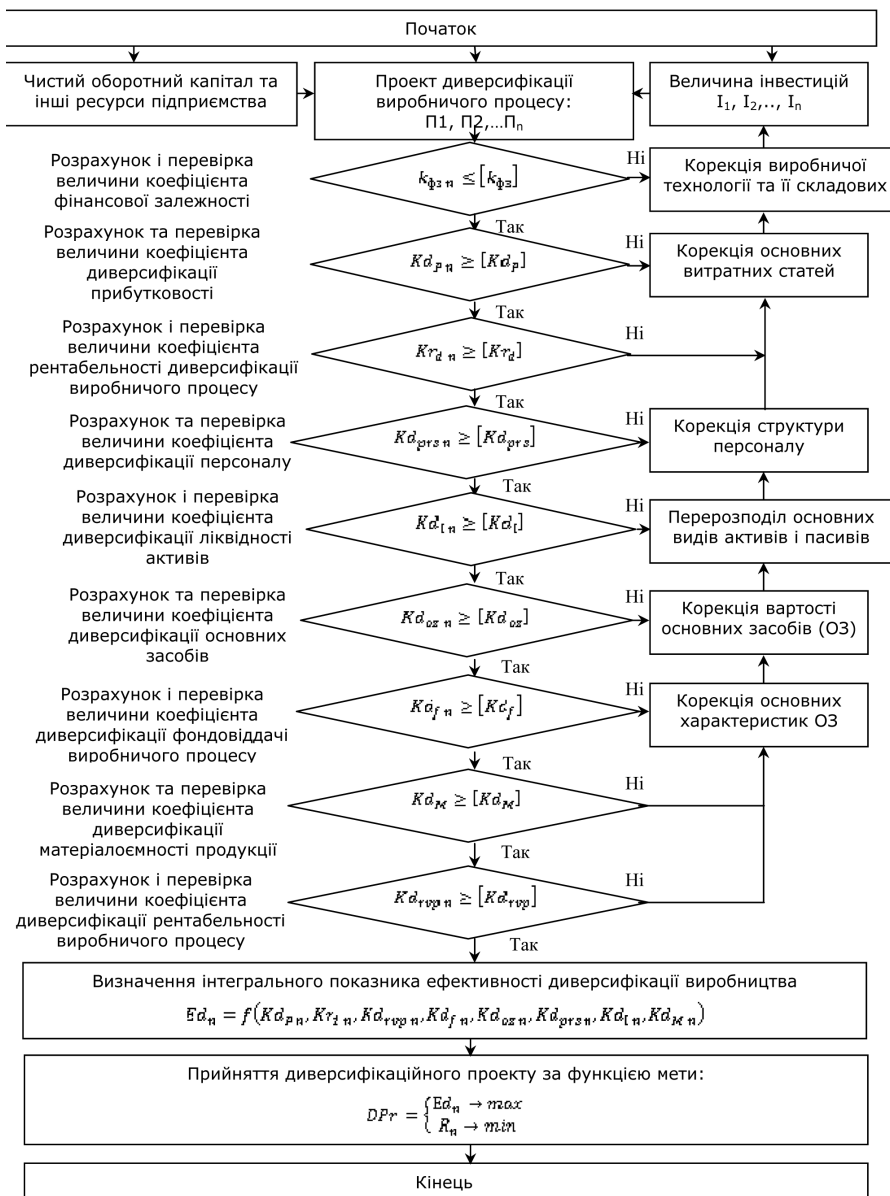 Початок
Чистий оборотний капітал та
інші ресурси підприємства
Проект диверсифікації
виробничого процесу:
П1, П2,...Пn
Величина інвестицій
I1, I2,.., In
Розрахунок і перевірка
величини коефіцієнта
фінансової залежності
kфз n ≤ [kфз]
Ні
Корекція виробничої
технології та її складових
Так
Розрахунок та перевірка
величини коефіцієнта
диверсифікації
прибутковості
KdP n ≥ [KdP]
Ні
Корекція основних
витратних статей
Так
Розрахунок і перевірка
величини коефіцієнта
рентабельності диверсифікації
виробничого процесу
Krd n ≥ [Krd]
Ні
Так
Розрахунок та перевірка
величини коефіцієнта
диверсифікації персоналу
Kdprs n ≥ [Kdprs]
Ні
Корекція структури
персоналу
Так
Розрахунок і перевірка
величини коефіцієнта
диверсифікації ліквідності
активів
Kdl n ≥ [Kdl]
Ні
Перерозподіл основних
видів активів і пасивів
Так
Розрахунок та перевірка
величини коефіцієнта
диверсифікації основних
засобів
Kdoz n ≥ [Kdoz]
Ні
Корекція вартості
основних засобів (ОЗ)
Так
Розрахунок і перевірка
величини коефіцієнта
диверсифікації фондовіддачі
виробничого процесу
Kdf n ≥ [Kdf]
Ні
Корекція основних
характеристик ОЗ
Так
Розрахунок та перевірка
величини коефіцієнта
диверсифікації
матеріалоємності продукції
KdM ≥ [KdM]
Ні
Так
Розрахунок і перевірка
величини коефіцієнта
диверсифікації рентабельності
виробничого процесу
Kdrvp n ≥ [Kdrvp]
Ні
Так
Визначення інтегрального показника ефективності диверсифікації виробництва
Edn = f(KdP n, Krd n, Kdrvp n, Kdf n, Kdoz n, Kdprs n, Kdl n, KdM n)
Прийняття диверсифікаційного проекту за функцією мети:
DPr = { Edn → max
Rn → min
Кінець